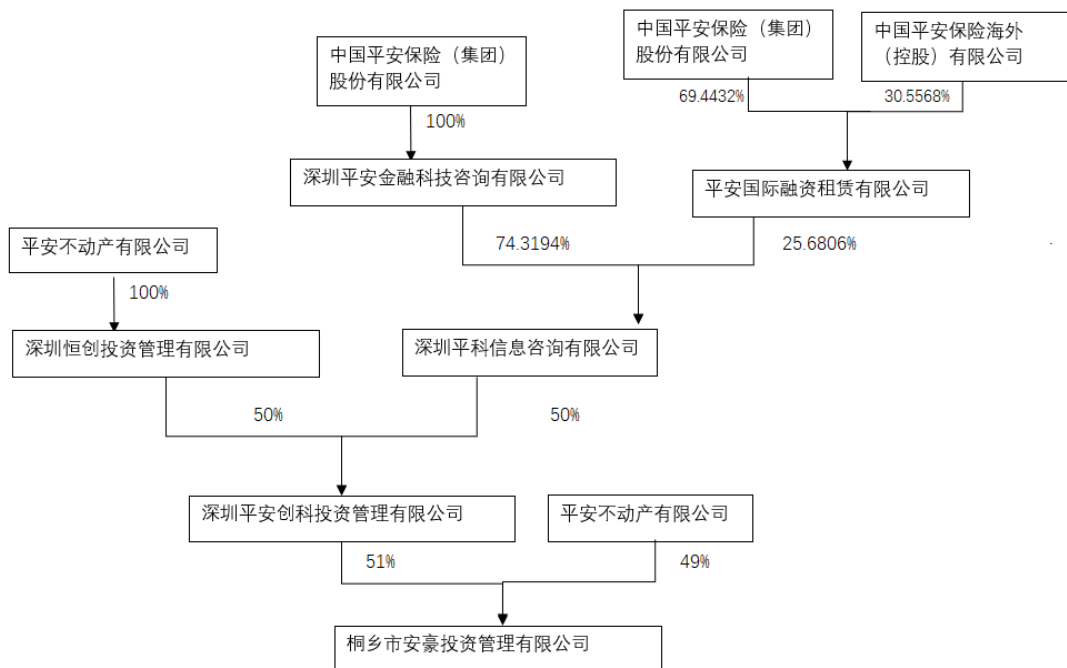 中国平安保险（集团）
股份有限公司
中国平安保险（集团）
股份有限公司
中国平安保险海外
（控股）有限公司
69.4432%
30.5568%
100%
深圳平安金融科技咨询有限公司
平安国际融资租赁有限公司
平安不动产有限公司
74.3194%
25.6806%
100%
深圳恒创投资管理有限公司
深圳平科信息咨询有限公司
50%
50%
深圳平安创科投资管理有限公司
平安不动产有限公司
51%
49%
桐乡市安豪投资管理有限公司